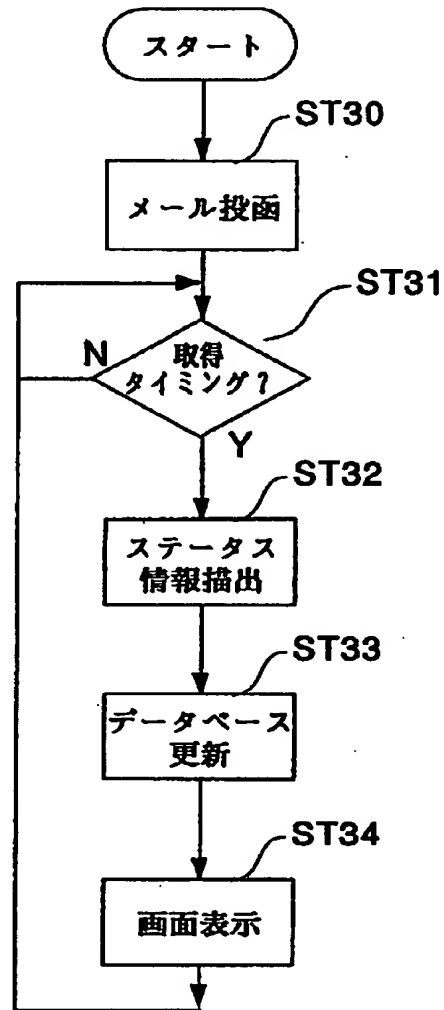 スタート
ST30
メール投函
ST31
N
取得
タイミング?
Y
ST32
ステータス
情報描出
ST33
データベース
更新
ST34
画面表示